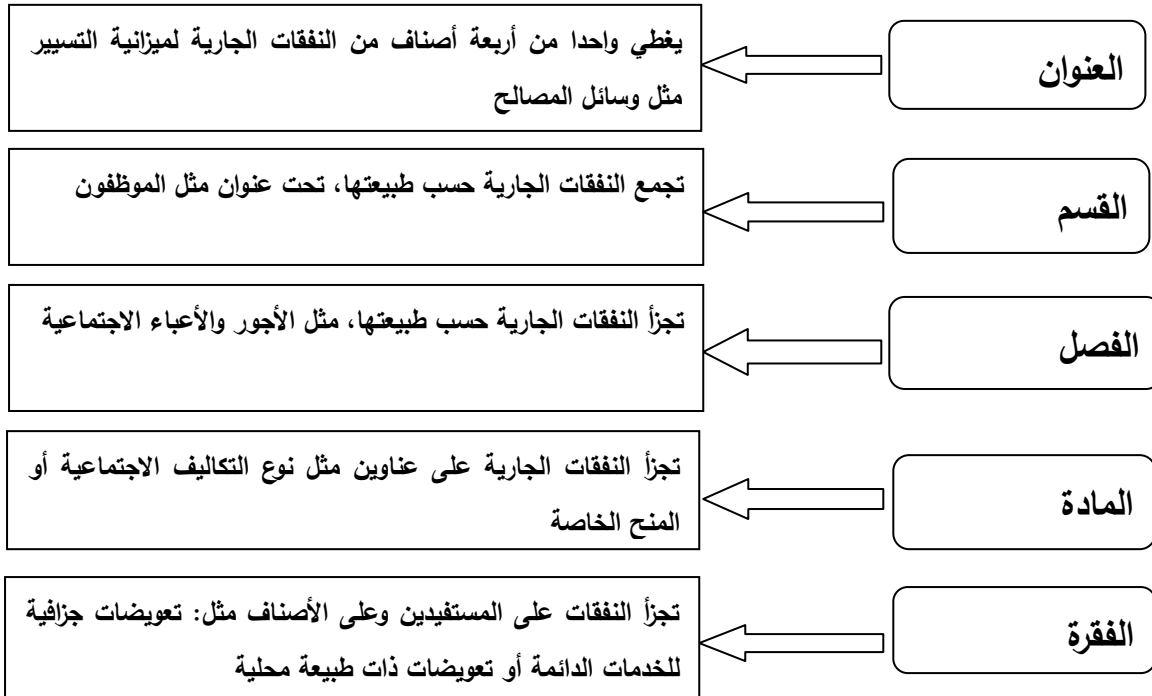 العنوان
يغطي واحدا من أربعة أصناف من النفقات الجارية لميزانية التسيير
مثل وسائل المصالح
القسم
تجمع النفقات الجارية حسب طبيعتها، تحت عنوان مثل الموظفون
الفصل
تجزأ النفقات الجارية حسب طبيعتها، مثل الأجور والأعباء الاجتماعية
المادة
تجزأ النفقات الجارية على عناوين مثل نوع التكاليف الاجتماعية أو
المنح الخاصة
الفقرة
تجزأ النفقات على المستفيدين وعلى الأصناف مثل: تعويضات جزافية
للخدمات الدائمة أو تعويضات ذات طبيعة محلية